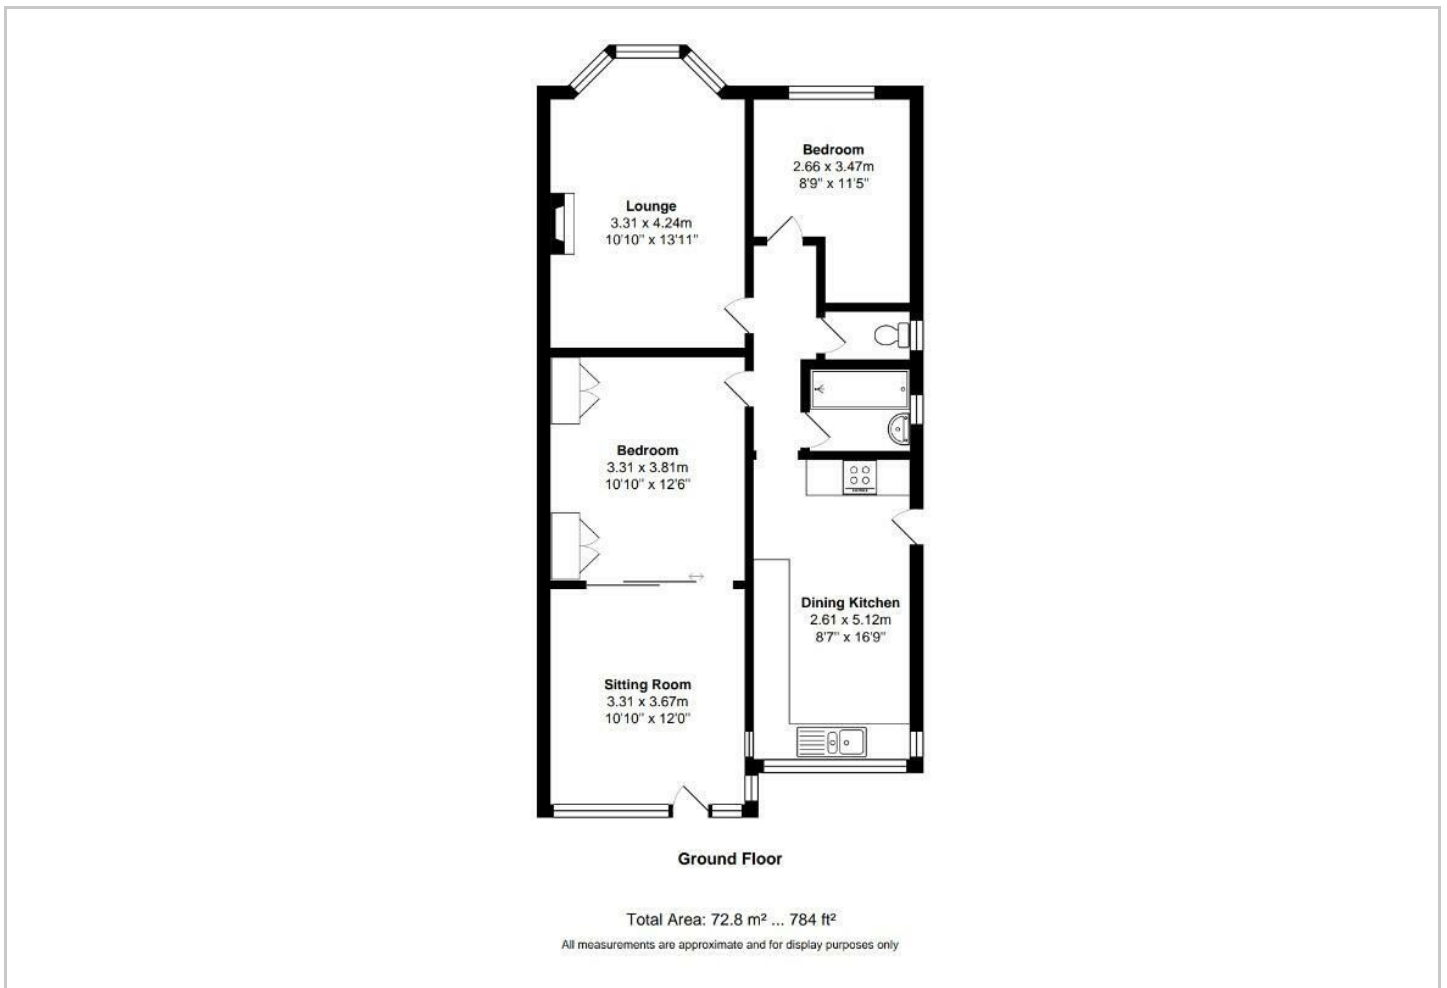 Bedroom
2.66 x 3.47m
8'9" x 11'5"
Lounge
3.31 x 4.24m
10'10" x 13'11"
Bedroom
3.31 x 3.81m
10'10" x 12'6"
Dining Kitchen
2.61 x 5.12m
8'7" x 16'9"
Sitting Room
3.31 x 3.67m
10'10" x 12'0"
Ground Floor
Total Area: 72.8 m² ... 784 ft²
All measurements are approximate and for display purposes only